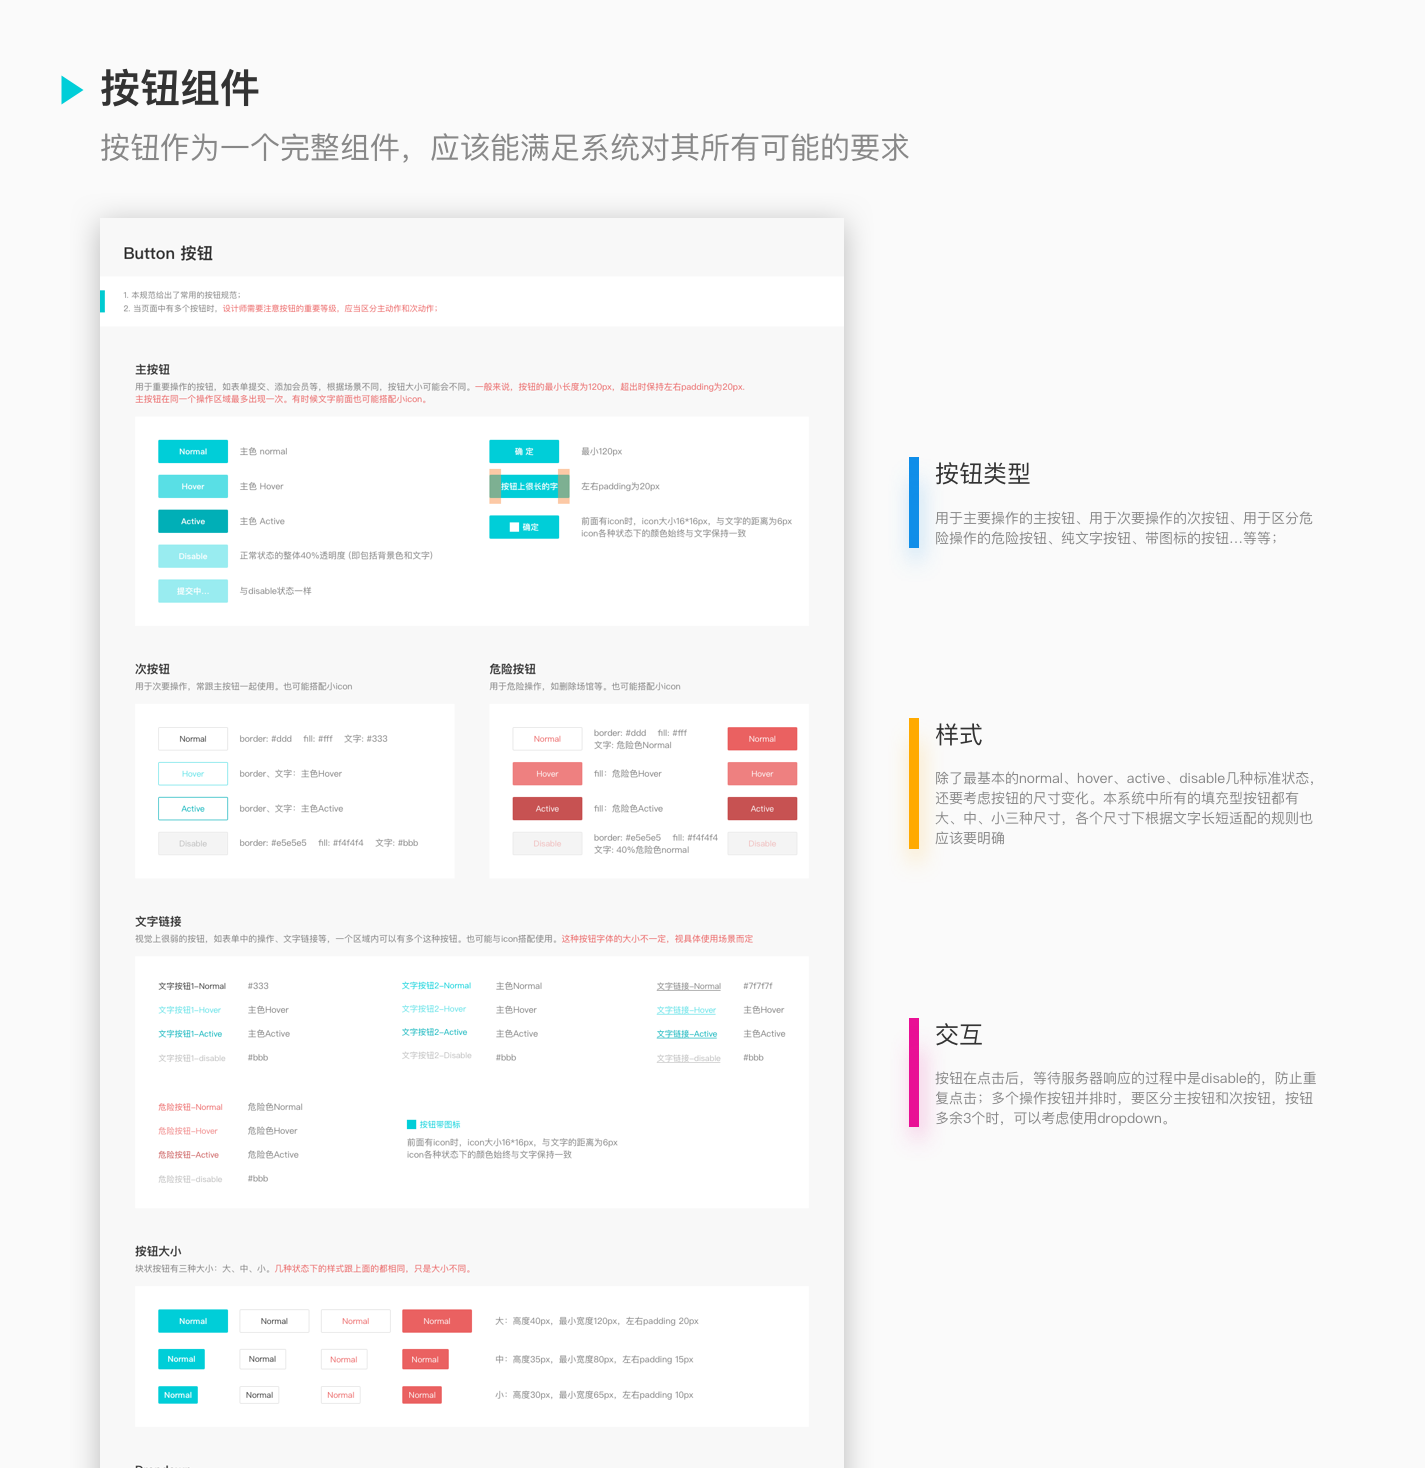 按钮组件
按钮作为一个完整组件，应该能满足系统对其所有可能的要求
Button 按钮
1. 本规范给出了常用的按钮规范；
2. 当页面中有多个按钮时，设计师需要注意按钮的重要等级，应当区分主动作和次动作；
主按钮
用于重要操作的按钮，如表单提交、添加会员等，根据场景不同，按钮大小可能会不同。一般来说，按钮的最小长度为120px，超出时保持左右padding为20px.
主按钮在同一个操作区域最多出现一次。有时候文字前面也可能搭配小icon。
Normal 主色 normal
Hover 主色 Hover
Active 主色 Active
Disable 正常状态的整体40%透明度 (即包括背景色和文字)
提交中... 与disable状态一样
确 定 最小120px
按钮上很长的字 左右padding为20px
确定 前面有icon时，icon大小16*16px，与文字的距离为6px
icon各种状态下的颜色始终与文字保持一致
次按钮
用于次要操作，常跟主按钮一起使用。也可能搭配小icon
Normal border: #ddd fill: #fff 文字: #333
Hover border、文字：主色Hover
Active border、文字：主色Active
Disable border: #e5e5e5 fill: #f4f4f4 文字: #bbb
危险按钮
用于危险操作，如删除场馆等。也可能搭配小icon
Normal border: #ddd fill: #fff Normal
文字: 危险色Normal
Hover fill：危险色Hover Hover
Active fill：危险色Active Active
Disable border: #e5e5e5 fill: #f4f4f4 Disable
文字: 40%危险色normal
文字链接
视觉上很弱的按钮，如表单中的操作、文字链接等，一个区域内可以有多个这种按钮。也可能与icon搭配使用。这种按钮字体的大小不一定，视具体使用场景而定
文字按钮1-Normal #333
文字按钮1-Hover 主色Hover
文字按钮1-Active 主色Active
文字按钮1-disable #bbb
文字按钮2-Normal 主色Normal
文字按钮2-Hover 主色Hover
文字按钮2-Active 主色Active
文字按钮2-Disable #bbb
文字链接-Normal #7f7f7f
文字链接-Hover 主色Hover
文字链接-Active 主色Active
文字链接-disable #bbb
危险按钮-Normal 危险色Normal
危险按钮-Hover 危险色Hover
危险按钮-Active 危险色Active
危险按钮-disable #bbb
按钮带图标
前面有icon时，icon大小16*16px，与文字的距离为6px
icon各种状态下的颜色始终与文字保持一致
按钮大小
块状按钮有三种大小：大、中、小。几种状态下的样式跟上面的都相同，只是大小不同。
Normal Normal Normal Normal 大：高度40px，最小宽度120px，左右padding 20px
Normal Normal Normal Normal 中：高度35px，最小宽度80px，左右padding 15px
Normal Normal Normal Normal 小：高度30px，最小宽度65px，左右padding 10px
按钮类型
用于主要操作的主按钮、用于次要操作的次按钮、用于区分危
险操作的危险按钮、纯文字按钮、带图标的按钮...等等；
样式
除了最基本的normal、hover、active、disable几种标准状态，
还要考虑按钮的尺寸变化。本系统中所有的填充型按钮都有
大、中、小三种尺寸，各个尺寸下根据文字长短适配的规则也
应该要明确
交互
按钮在点击后，等待服务器响应的过程中是disable的，防止重
复点击；多个操作按钮并排时，要区分主按钮和次按钮，按钮
多余3个时，可以考虑使用dropdown。